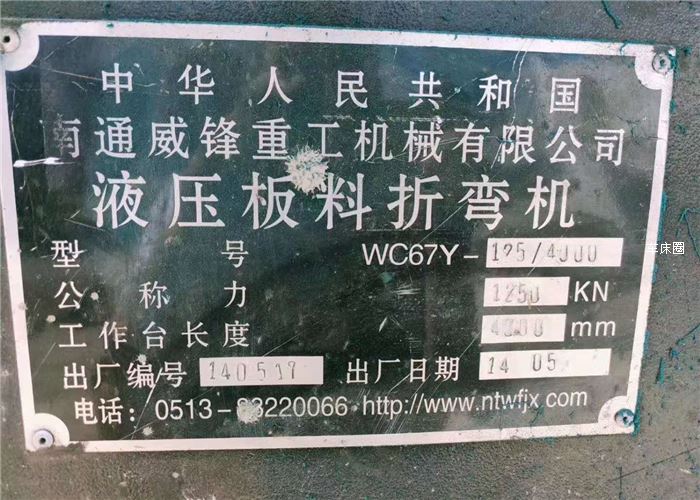 中华人民共和国
南通威锋重工机械有限公司
液压板料折弯机
型号 WC67Y-125/4000
公称力 1250 KN
工作台长度 4000 mm
出厂编号 出厂日期 14 05
电话: 0513- http://www.ntwfjx.com
床圈